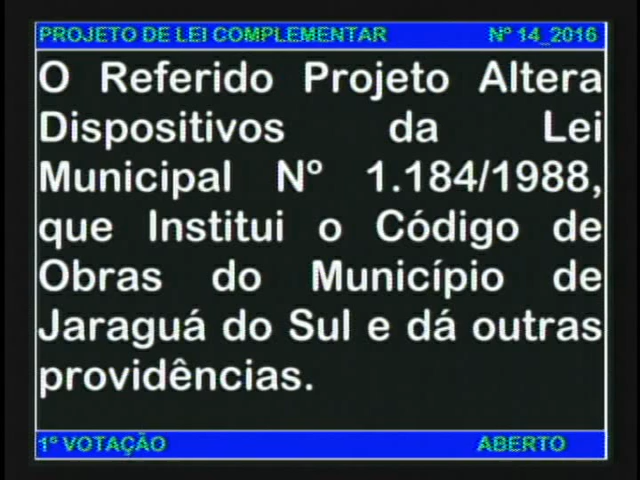 PROJETO DE LEI COMPLEMENTAR Nº 14_2016
O Referido Projeto Altera
Dispositivos da Lei
Municipal Nº 1.184/1988,
que Institui o Código de
Obras do Município de
Jaraguá do Sul e dá outras
providências.
1º VOTAÇÃO ABERTO